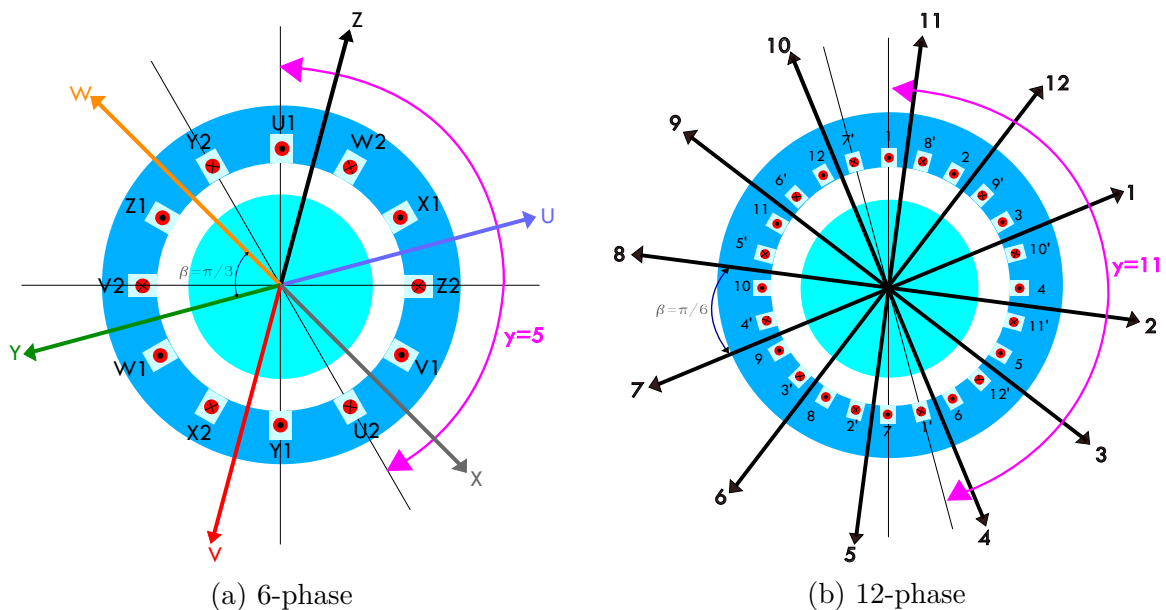 Z
W
U1
Y2
W2
Z1
X1
U
β=π/3
V2
Z2
y=5
Y
W1
V1
X2
U2
Y1
X
V
(a) 6-phase
11
10
12
9
1
7'
8'
12
2
6'
9'
11
3
1
5'
10'
8
y=11
10
4
β=π/6
2
4'
11'
9
5
3'
12'
7
8
6
2'
7
1'
3
6
5
4
(b) 12-phase